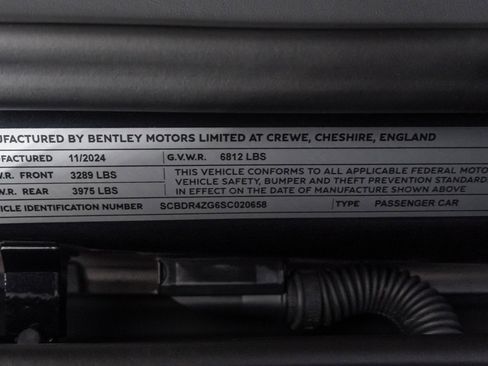 UFACTURED BY BENTLEY MOTORS LIMITED AT CREWE, CHESHIRE, ENGLAND
FACTURED 11/2024 G.V.W.R. 6812 LBS
W.R. FRONT 3289 LBS THIS VEHICLE CONFORMS TO ALL APPLICABLE FEDERAL MOTO
W.R. REAR 3975 LBS VEHICLE SAFETY, BUMPER AND THEFT PREVENTION STANDARD
IN EFFECT ON THE DATE OF MANUFACTURE SHOWN ABOVE
ICLE IDENTIFICATION NUMBER SCBDR4ZG6SC020658 TYPE PASSENGER CAR